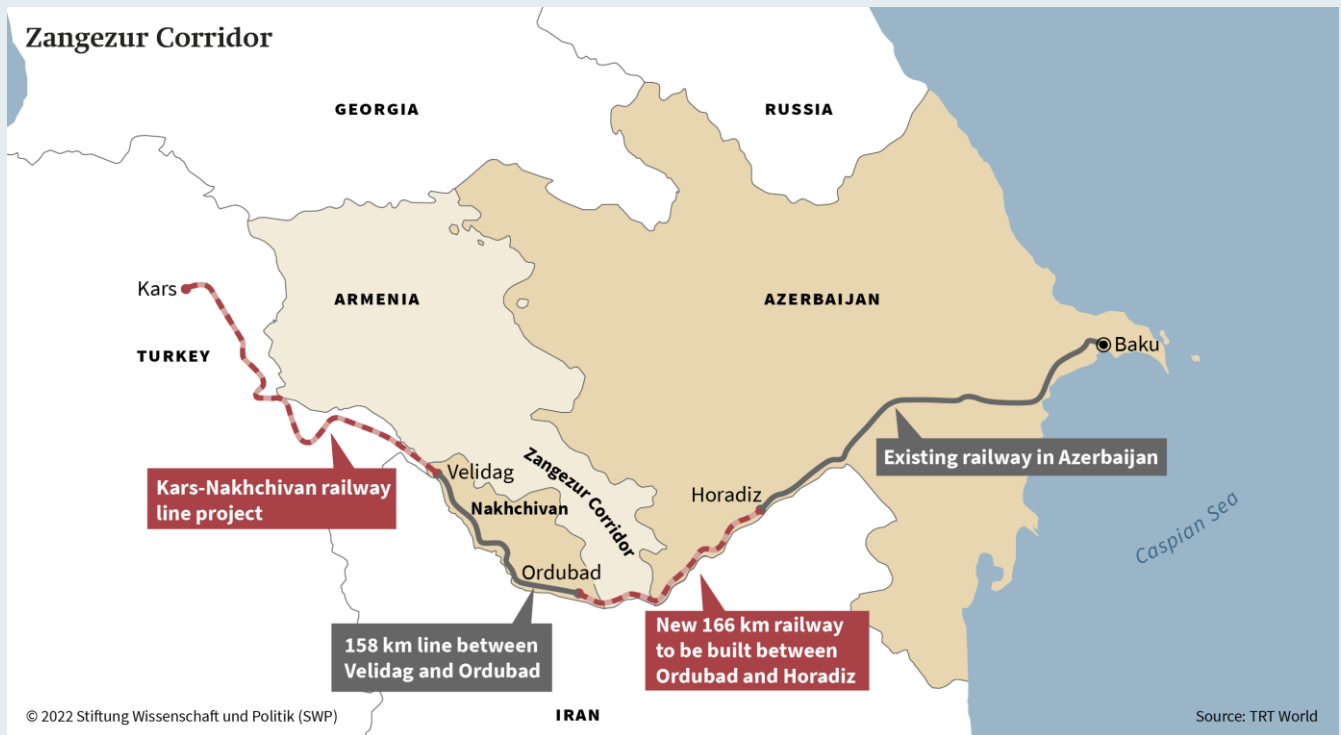 Zangezur Corridor
GEORGIA
RUSSIA
Kars
ARMENIA
AZERBAIJAN
TURKEY
Baku
Existing railway in Azerbaijan
Kars-Nakhchivan railway
line project
Velidag
Nakhchivan
Zangezur Corridor
Horadiz
Caspian Sea
Ordubad
158 km line between
Velidag and Ordubad
New 166 km railway
to be built between
Ordubad and Horadiz
IRAN
© 2022 Stiftung Wissenschaft und Politik (SWP)
Source: TRT World